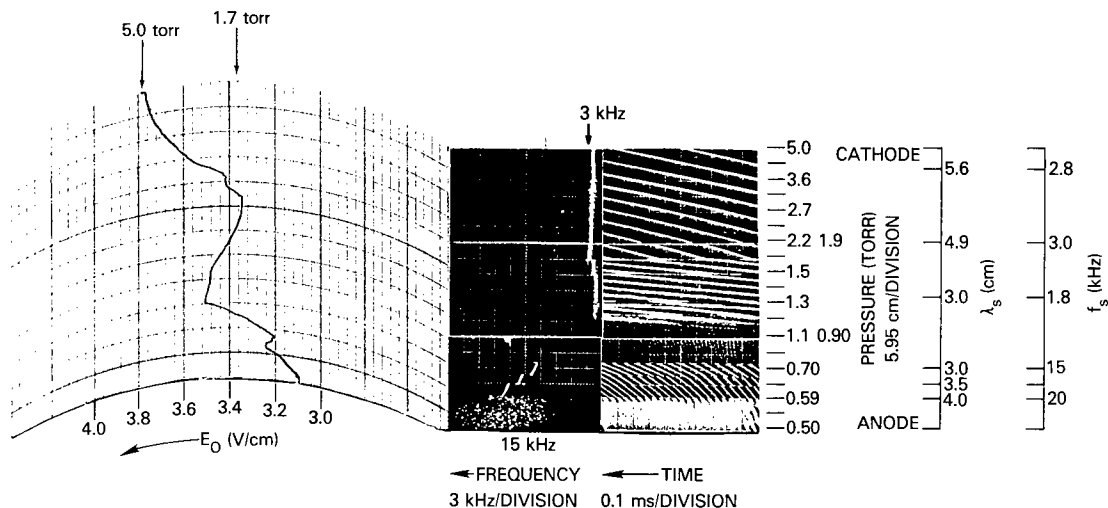 5.0 torr
1.7 torr
4.0
3.8
3.6
3.4
3.2
3.0
E₀ (V/cm)
3 kHz
15 kHz
FREQUENCY
3 kHz/DIVISION
TIME
0.1 ms/DIVISION
5.0
3.6
2.7
2.2 1.9
1.5
1.3
1.1 0.90
0.70
0.59
0.50
CATHODE
ANODE
PRESSURE (TORR)
5.95 cm/DIVISION
5.6
4.9
3.0
3.0
3.5
4.0
λs (cm)
2.8
3.0
1.8
15
20
fs (kHz)